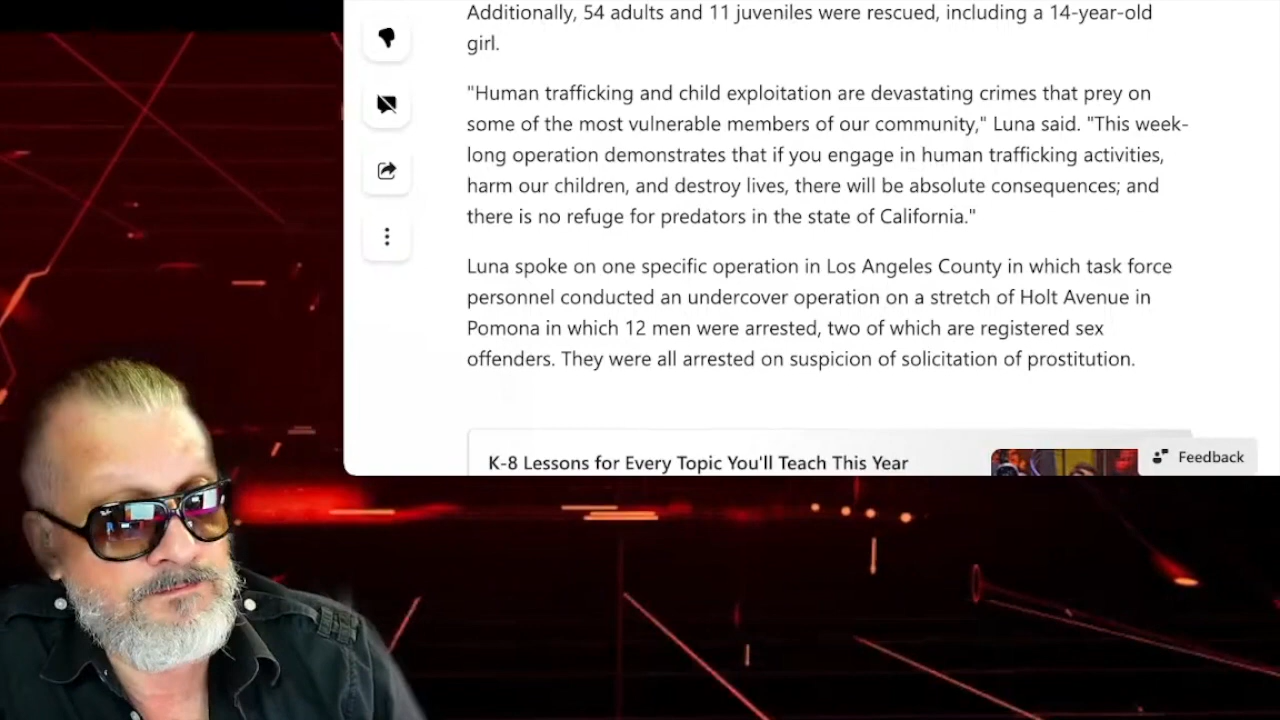 Additionally, 54 adults and 11 juveniles were rescued, including a 14-year-old
girl.
"Human trafficking and child exploitation are devastating crimes that prey on
some of the most vulnerable members of our community," Luna said. "This week-
long operation demonstrates that if you engage in human trafficking activities,
harm our children, and destroy lives, there will be absolute consequences; and
there is no refuge for predators in the state of California."
Luna spoke on one specific operation in Los Angeles County in which task force
personnel conducted an undercover operation on a stretch of Holt Avenue in
Pomona in which 12 men were arrested, two of which are registered sex
offenders. They were all arrested on suspicion of solicitation of prostitution.
K-8 Lessons for Every Topic You'll Teach This Year
Feedback